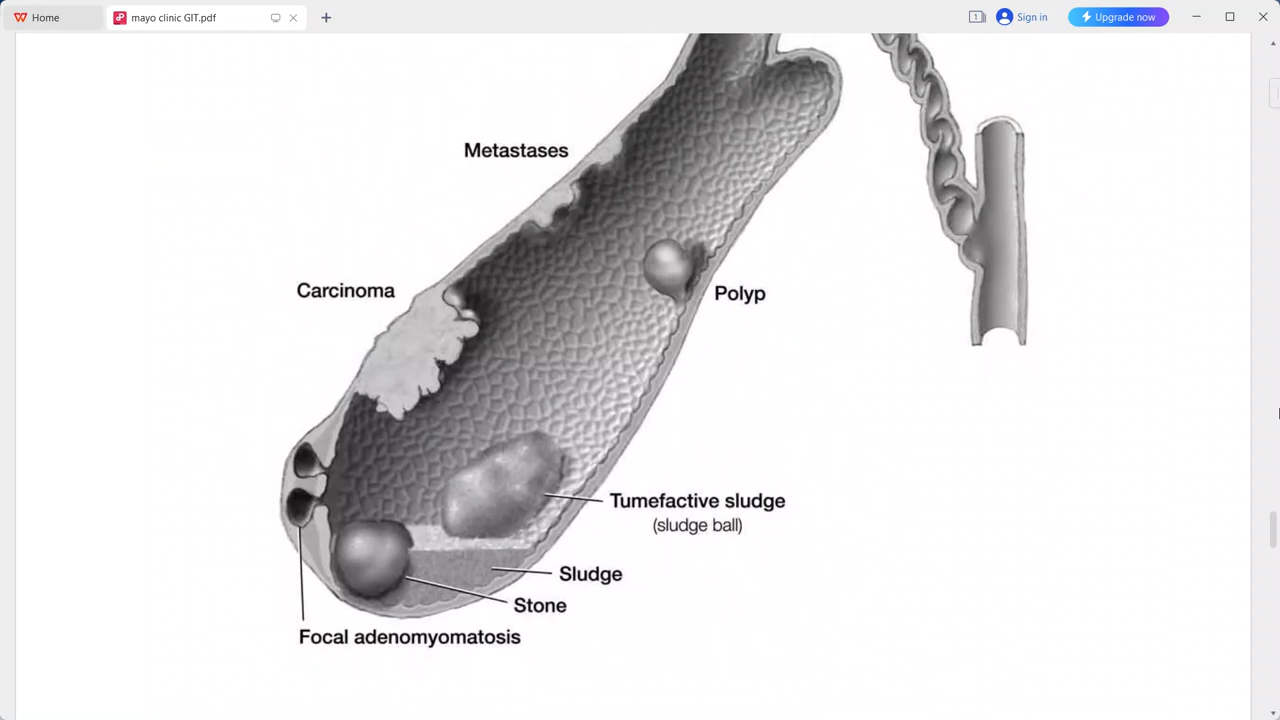 Home
mayo clinic GIT.pdf
1
Sign in
Upgrade now
Metastases
Carcinoma
Polyp
Tumefactive sludge
(sludge ball)
Sludge
Stone
Focal adenomyomatosis